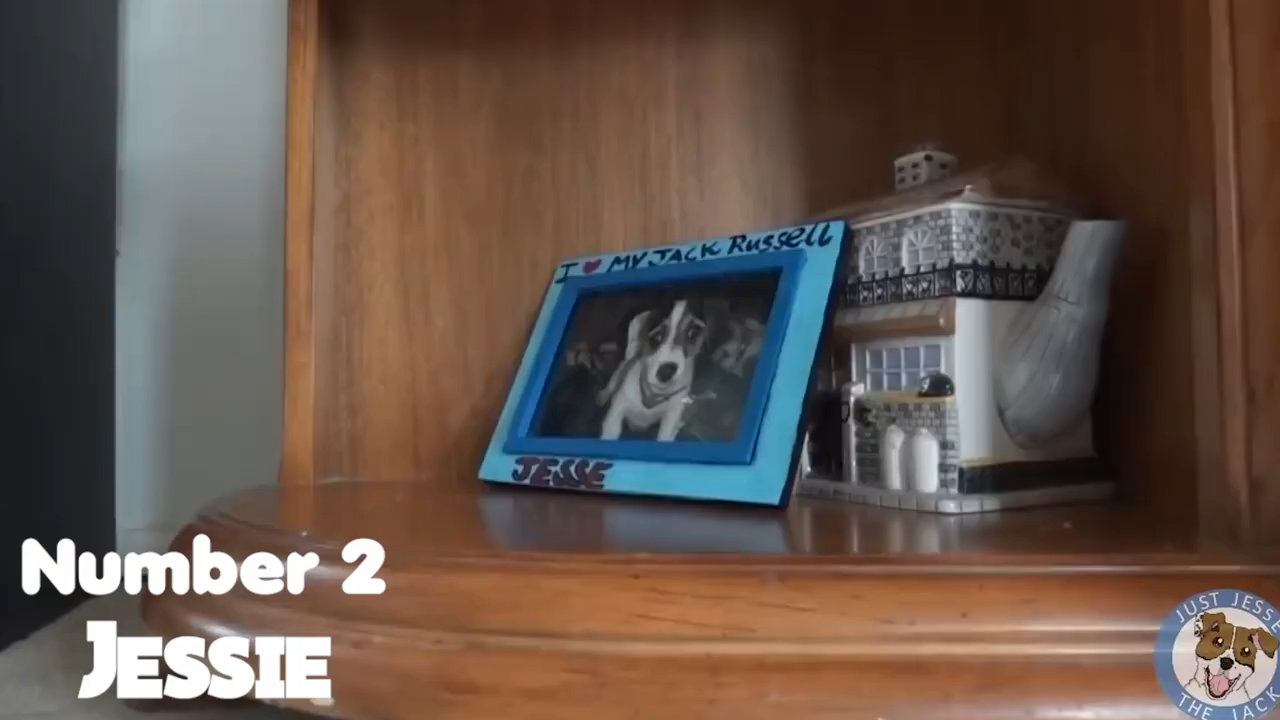 I ♥ MY JACK Russell
JESSE
Number 2
JESSIE
JUST JESSE
THE JACK